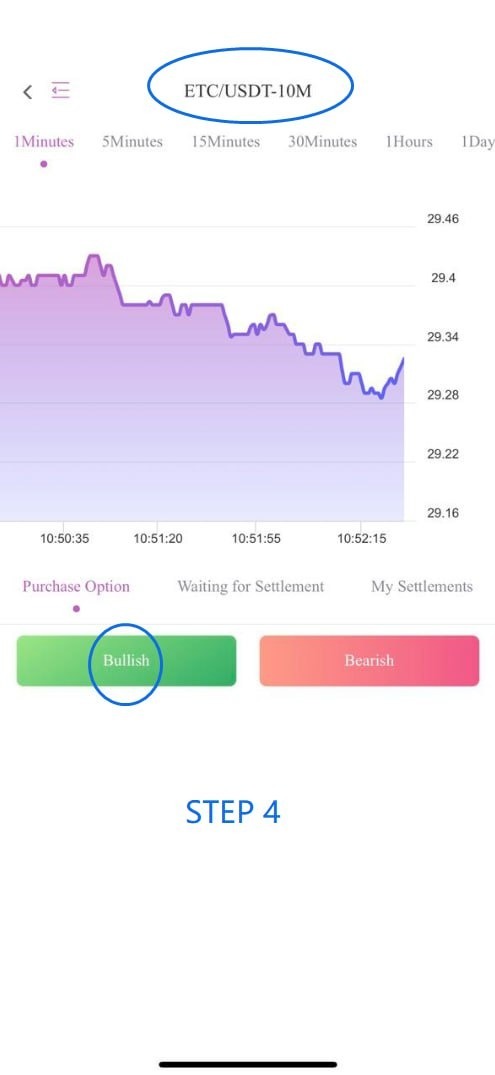 ETC/USDT-10M
1Minutes 5Minutes 15Minutes 30Minutes 1Hours 1Day
29.46
29.4
29.34
29.28
29.22
29.16
10:50:35 10:51:20 10:51:55 10:52:15
Purchase Option Waiting for Settlement My Settlements
Bullish Bearish
STEP 4